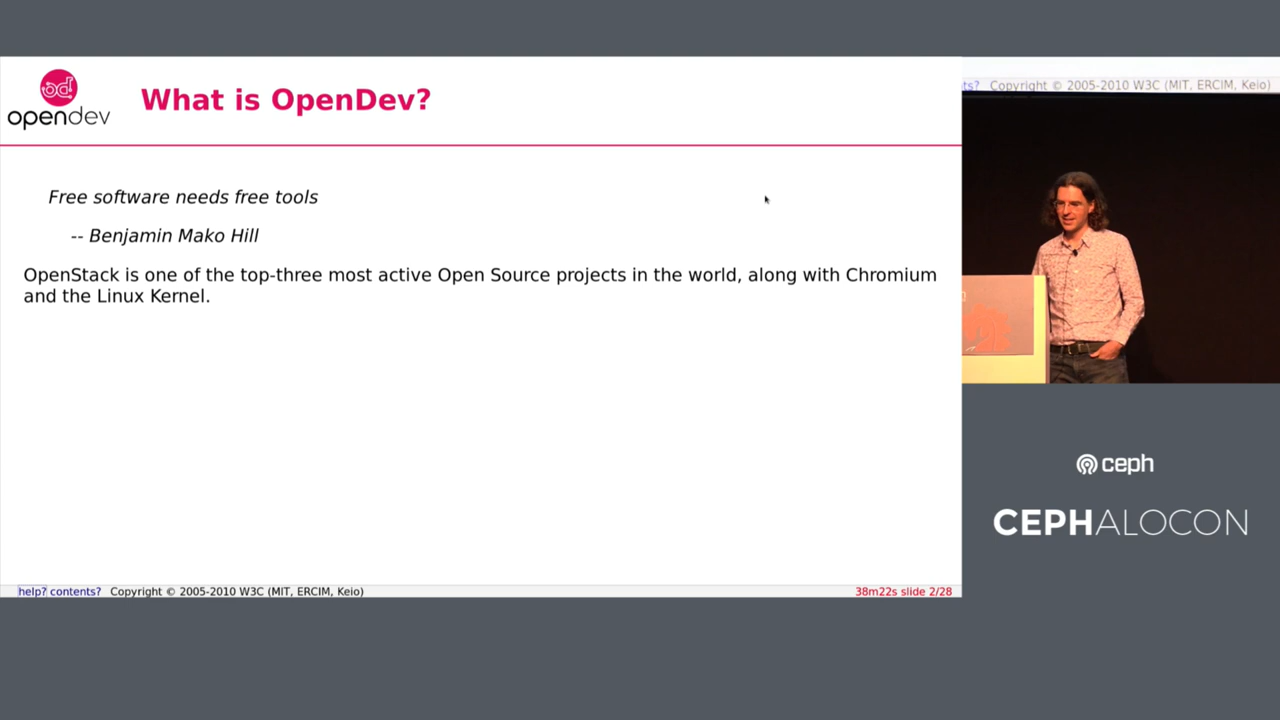 od
opendev
What is OpenDev?
Free software needs free tools
-- Benjamin Mako Hill
OpenStack is one of the top-three most active Open Source projects in the world, along with Chromium
and the Linux Kernel.
help? contents? Copyright © 2005-2010 W3C (MIT, ERCIM, Keio)
38m22s slide 2/28
ts? Copyright © 2005-2010 W3C (MIT, ERCIM, Keio)
ceph
CEPHALOCON